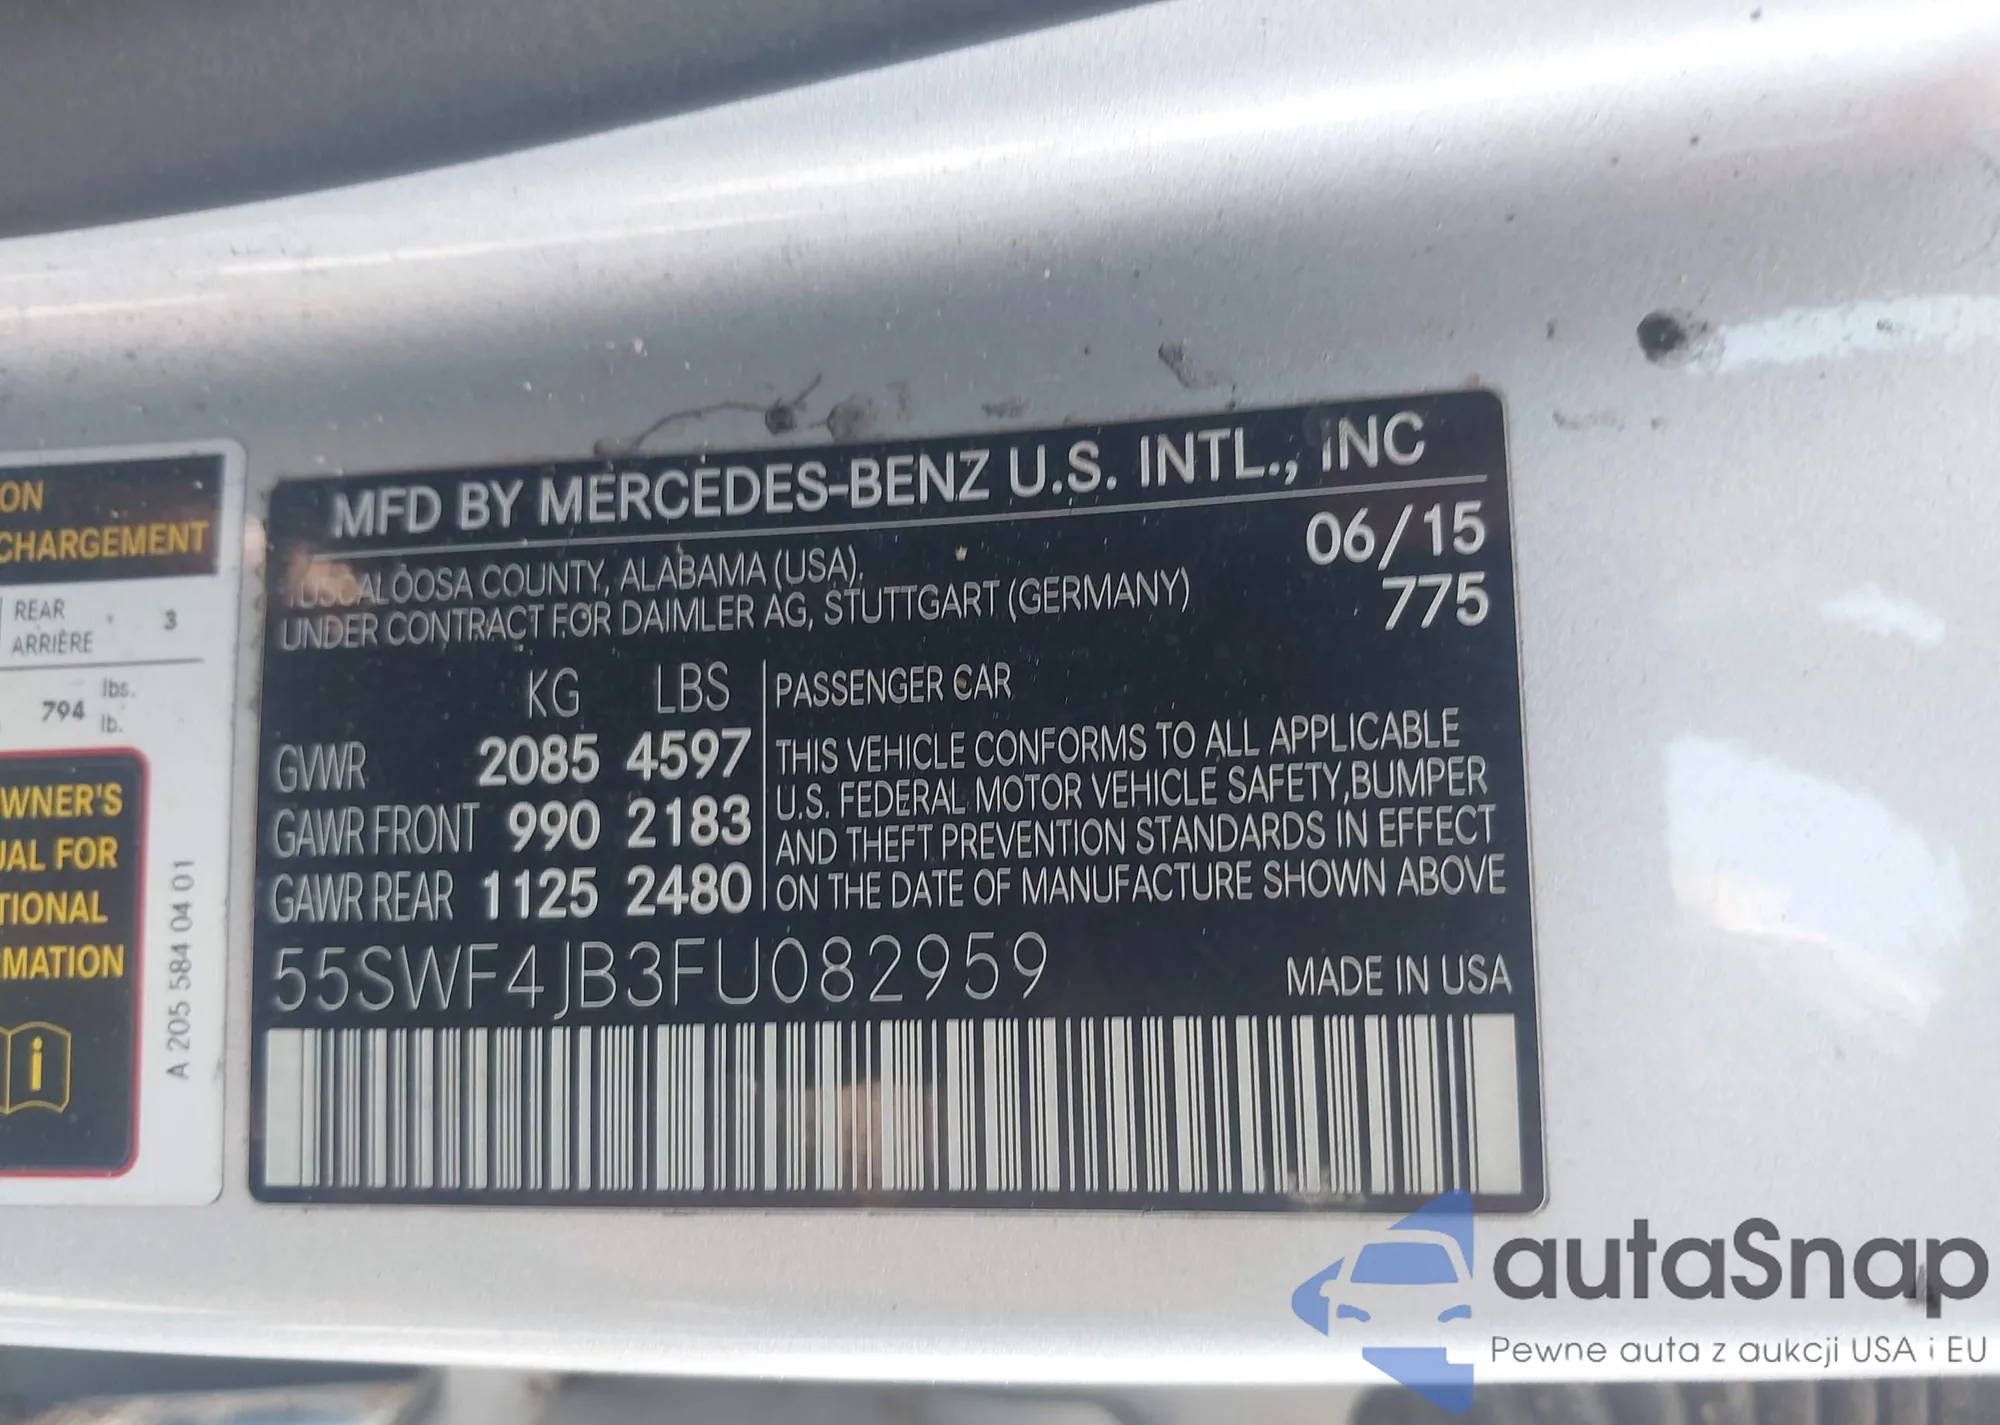 ON
CHARGEMENT
REAR
ARRIÈRE 3
794 lbs.
lb.
WNER'S
UAL FOR
TIONAL
RMATION
i
A 205 584 04 01
MFD BY MERCEDES-BENZ U.S. INTL., INC
TUSCALOOSA COUNTY, ALABAMA (USA). 06/15
UNDER CONTRACT FOR DAIMLER AG, STUTTGART (GERMANY) 775
KG LBS
GVWR 2085 4597
GAWR FRONT 990 2183
GAWR REAR 1125 2480
PASSENGER CAR
THIS VEHICLE CONFORMS TO ALL APPLICABLE
U.S. FEDERAL MOTOR VEHICLE SAFETY,BUMPER
AND THEFT PREVENTION STANDARDS IN EFFECT
ON THE DATE OF MANUFACTURE SHOWN ABOVE
55SWF4JB3FU082959 MADE IN USA
autaSnap
Pewne auta z aukcji USA i EU